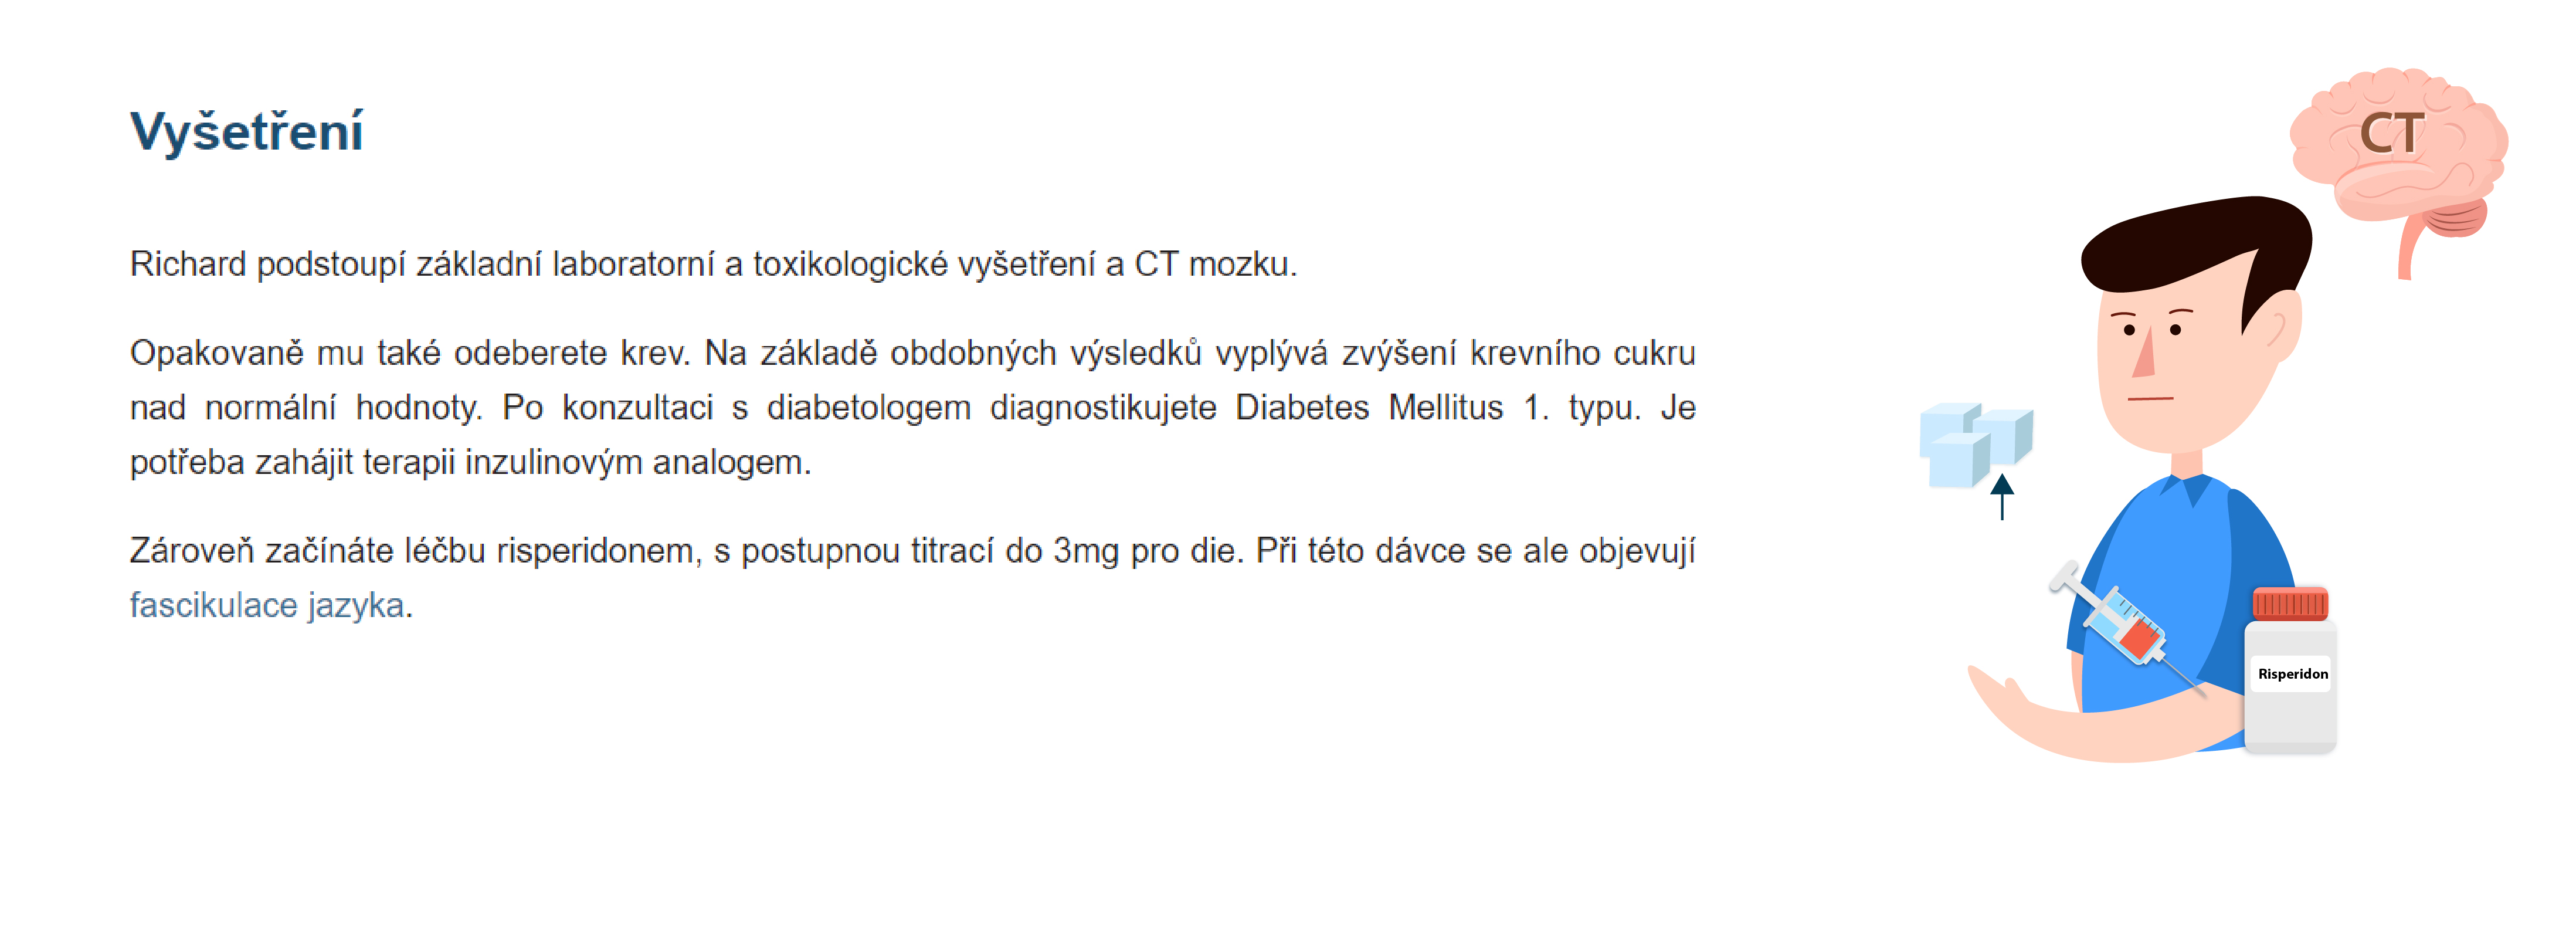 Vyšetření
CT
Richard podstoupí základní laboratorní a toxikologické vyšetření a CT mozku.
Opakovaně mu také odeberete krev. Na základě obdobných výsledků vyplývá zvýšení krevního cukru
nad normální hodnoty. Po konzultaci s diabetologem diagnostikujete Diabetes Mellitus 1. typu. Je
potřeba zahájit terapii inzulinovým analogem.
Zároveň začínáte léčbu risperidonem, s postupnou titrací do 3mg pro die. Při této dávce se ale objevují
fascikulace jazyka.
Risperidon